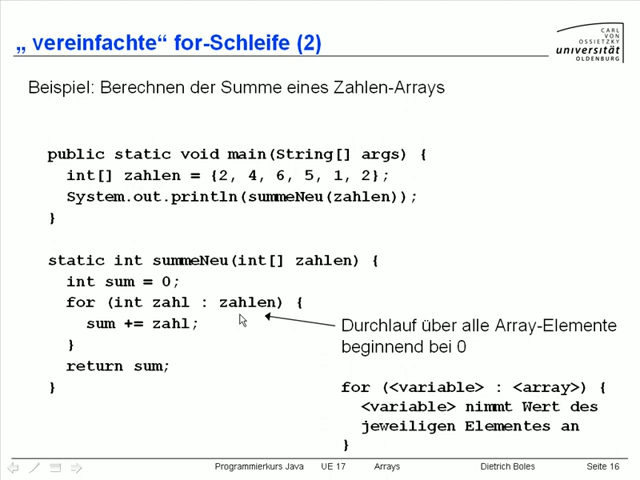 „ vereinfachte“ for-Schleife (2)
CARL
VON
OSSIETZKY
universität
OLDENBURG
Beispiel: Berechnen der Summe eines Zahlen-Arrays
public static void main(String[] args) {
int[] zahlen = {2, 4, 6, 5, 1, 2};
System.out.println(summeNeu(zahlen));
}
static int summeNeu(int[] zahlen) {
int sum = 0;
for (int zahl : zahlen) {
sum += zahl;
}
return sum;
}
Durchlauf über alle Array-Elemente
beginnend bei 0
for (<variable> : <array>) {
<variable> nimmt Wert des
jeweiligen Elementes an
}
Programmierkurs Java UE 17 Arrays Dietrich Boles Seite 16